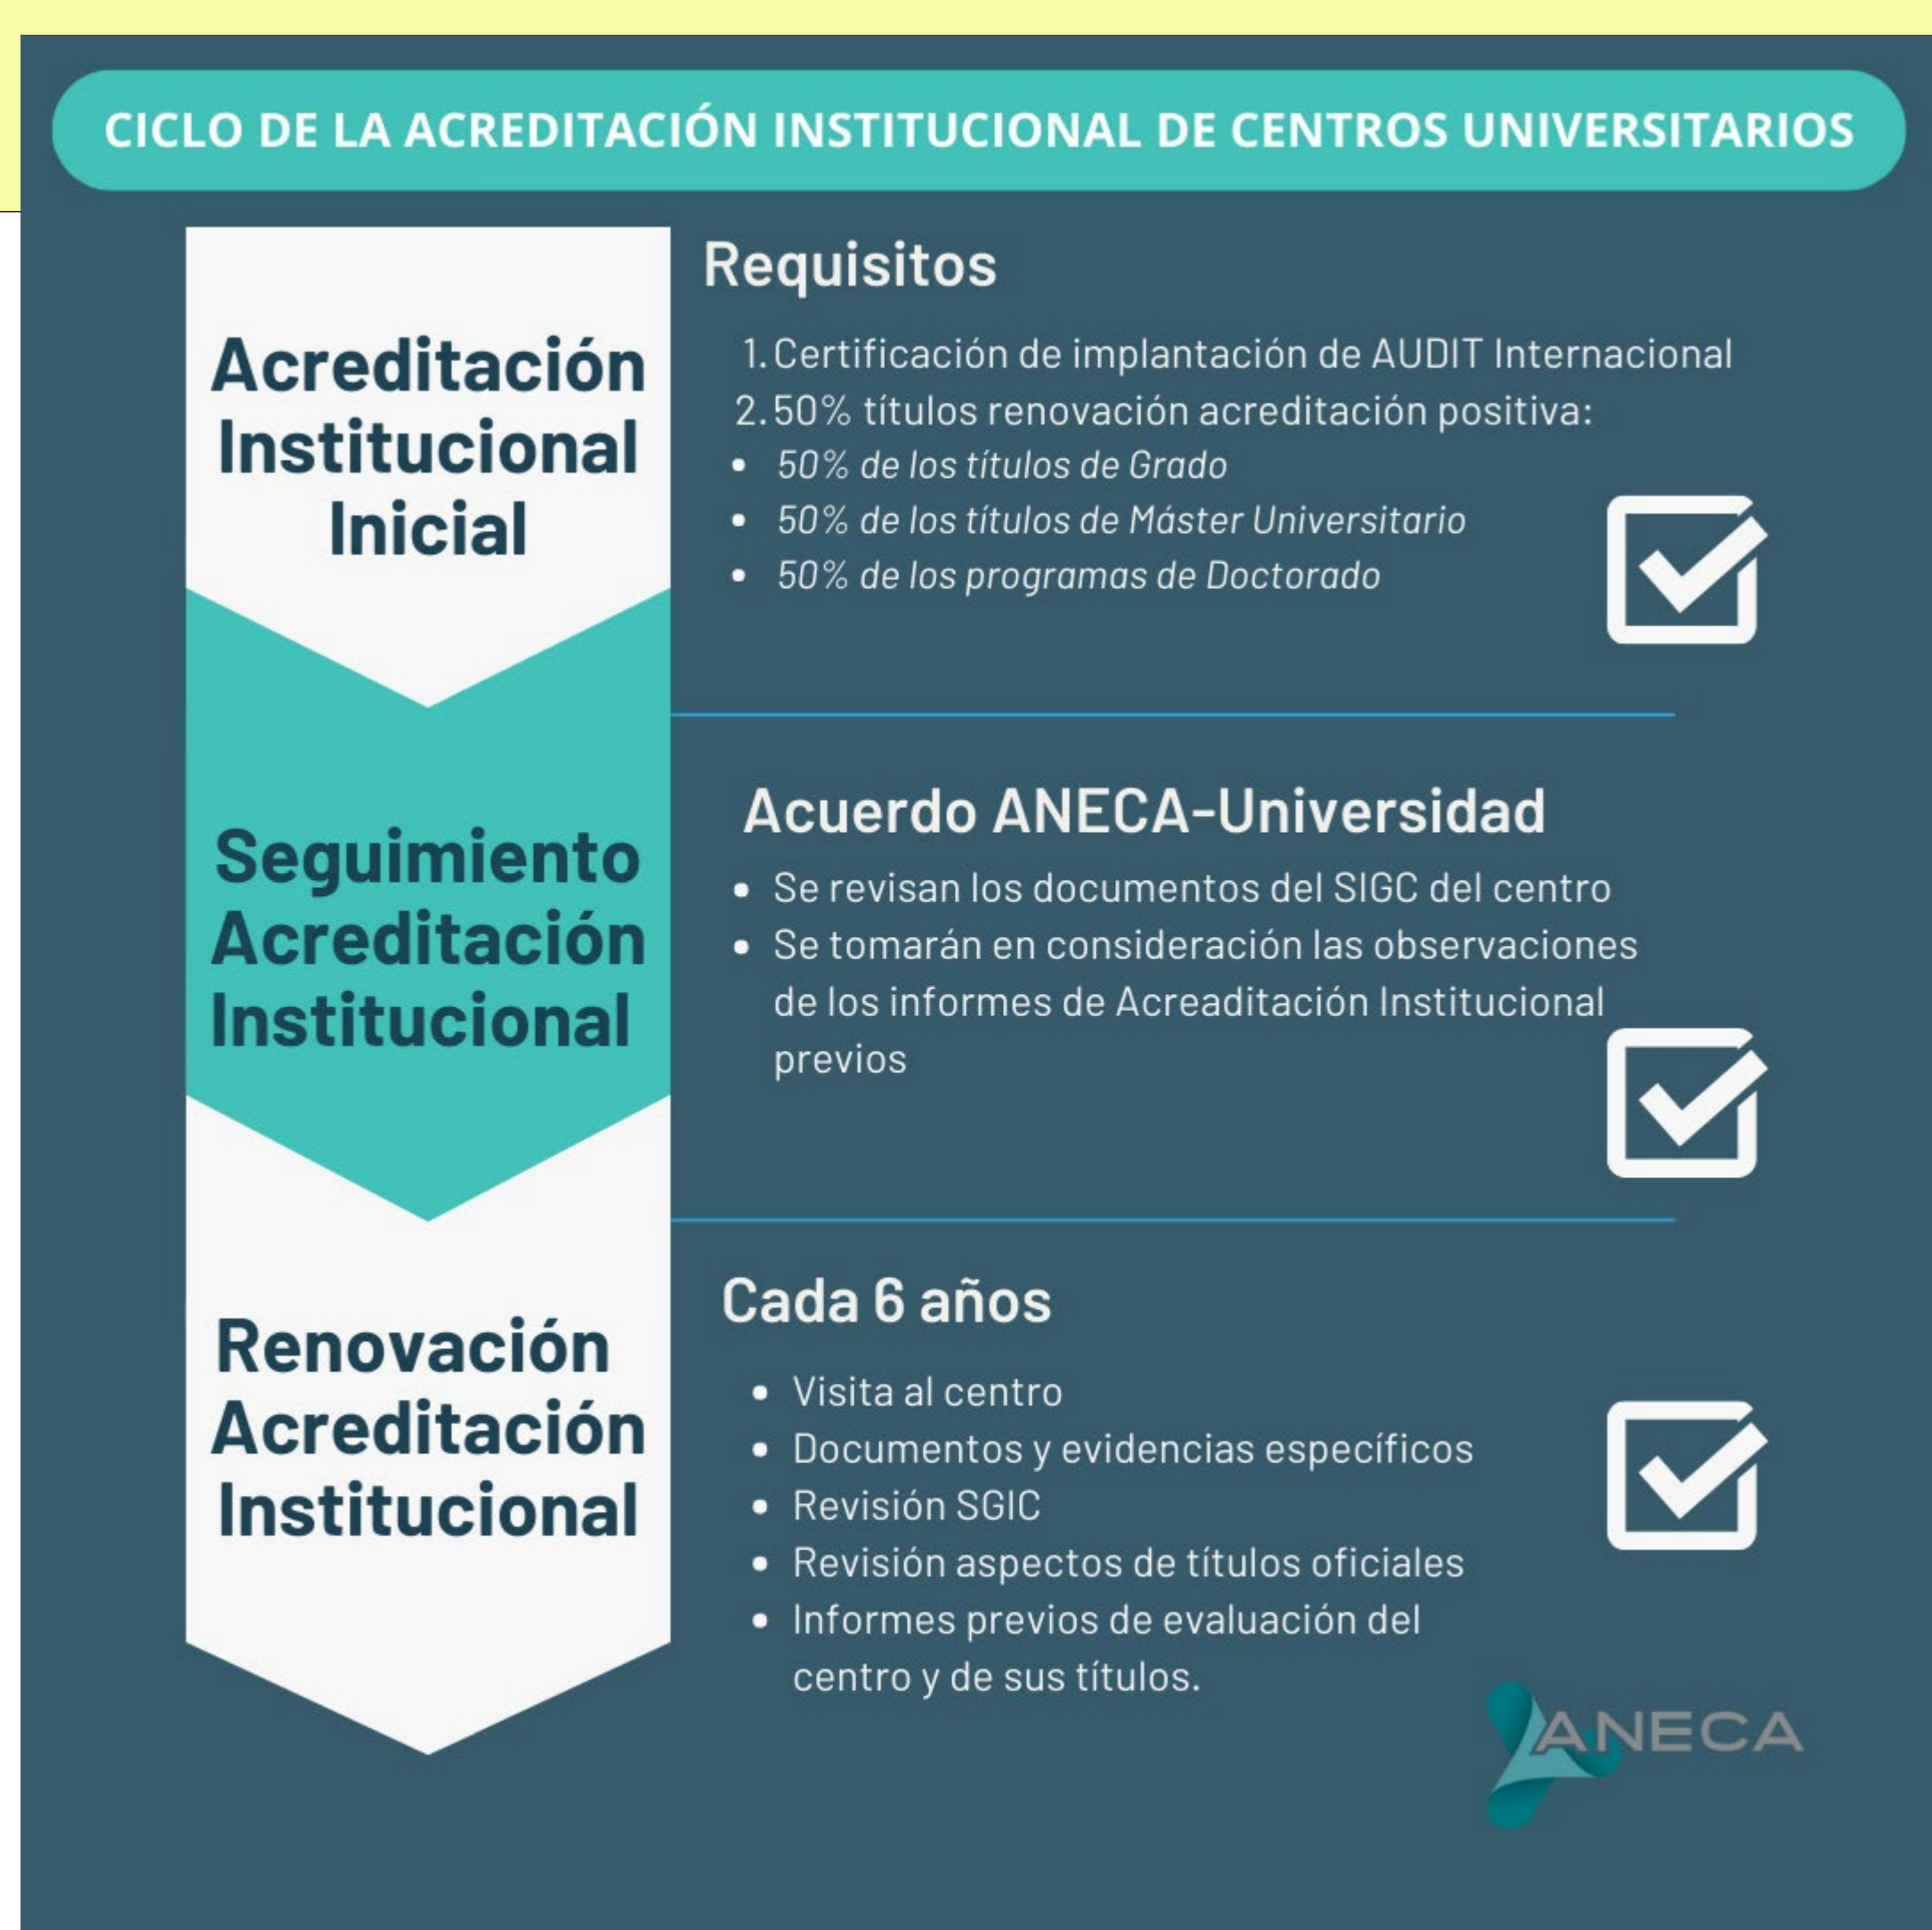 CICLO DE LA ACREDITACIÓN INSTITUCIONAL DE CENTROS UNIVERSITARIOS
Acreditación
Institucional
Inicial
Requisitos
1. Certificación de implantación de AUDIT Internacional
2. 50% títulos renovación acreditación positiva:
• 50% de los títulos de Grado
• 50% de los títulos de Máster Universitario
• 50% de los programas de Doctorado
Seguimiento
Acreditación
Institucional
Acuerdo ANECA-Universidad
• Se revisan los documentos del SIGC del centro
• Se tomarán en consideración las observaciones
de los informes de Acreaditación Institucional
previos
Renovación
Acreditación
Institucional
Cada 6 años
• Visita al centro
• Documentos y evidencias específicos
• Revisión SGIC
• Revisión aspectos de títulos oficiales
• Informes previos de evaluación del
centro y de sus títulos.
ANECA